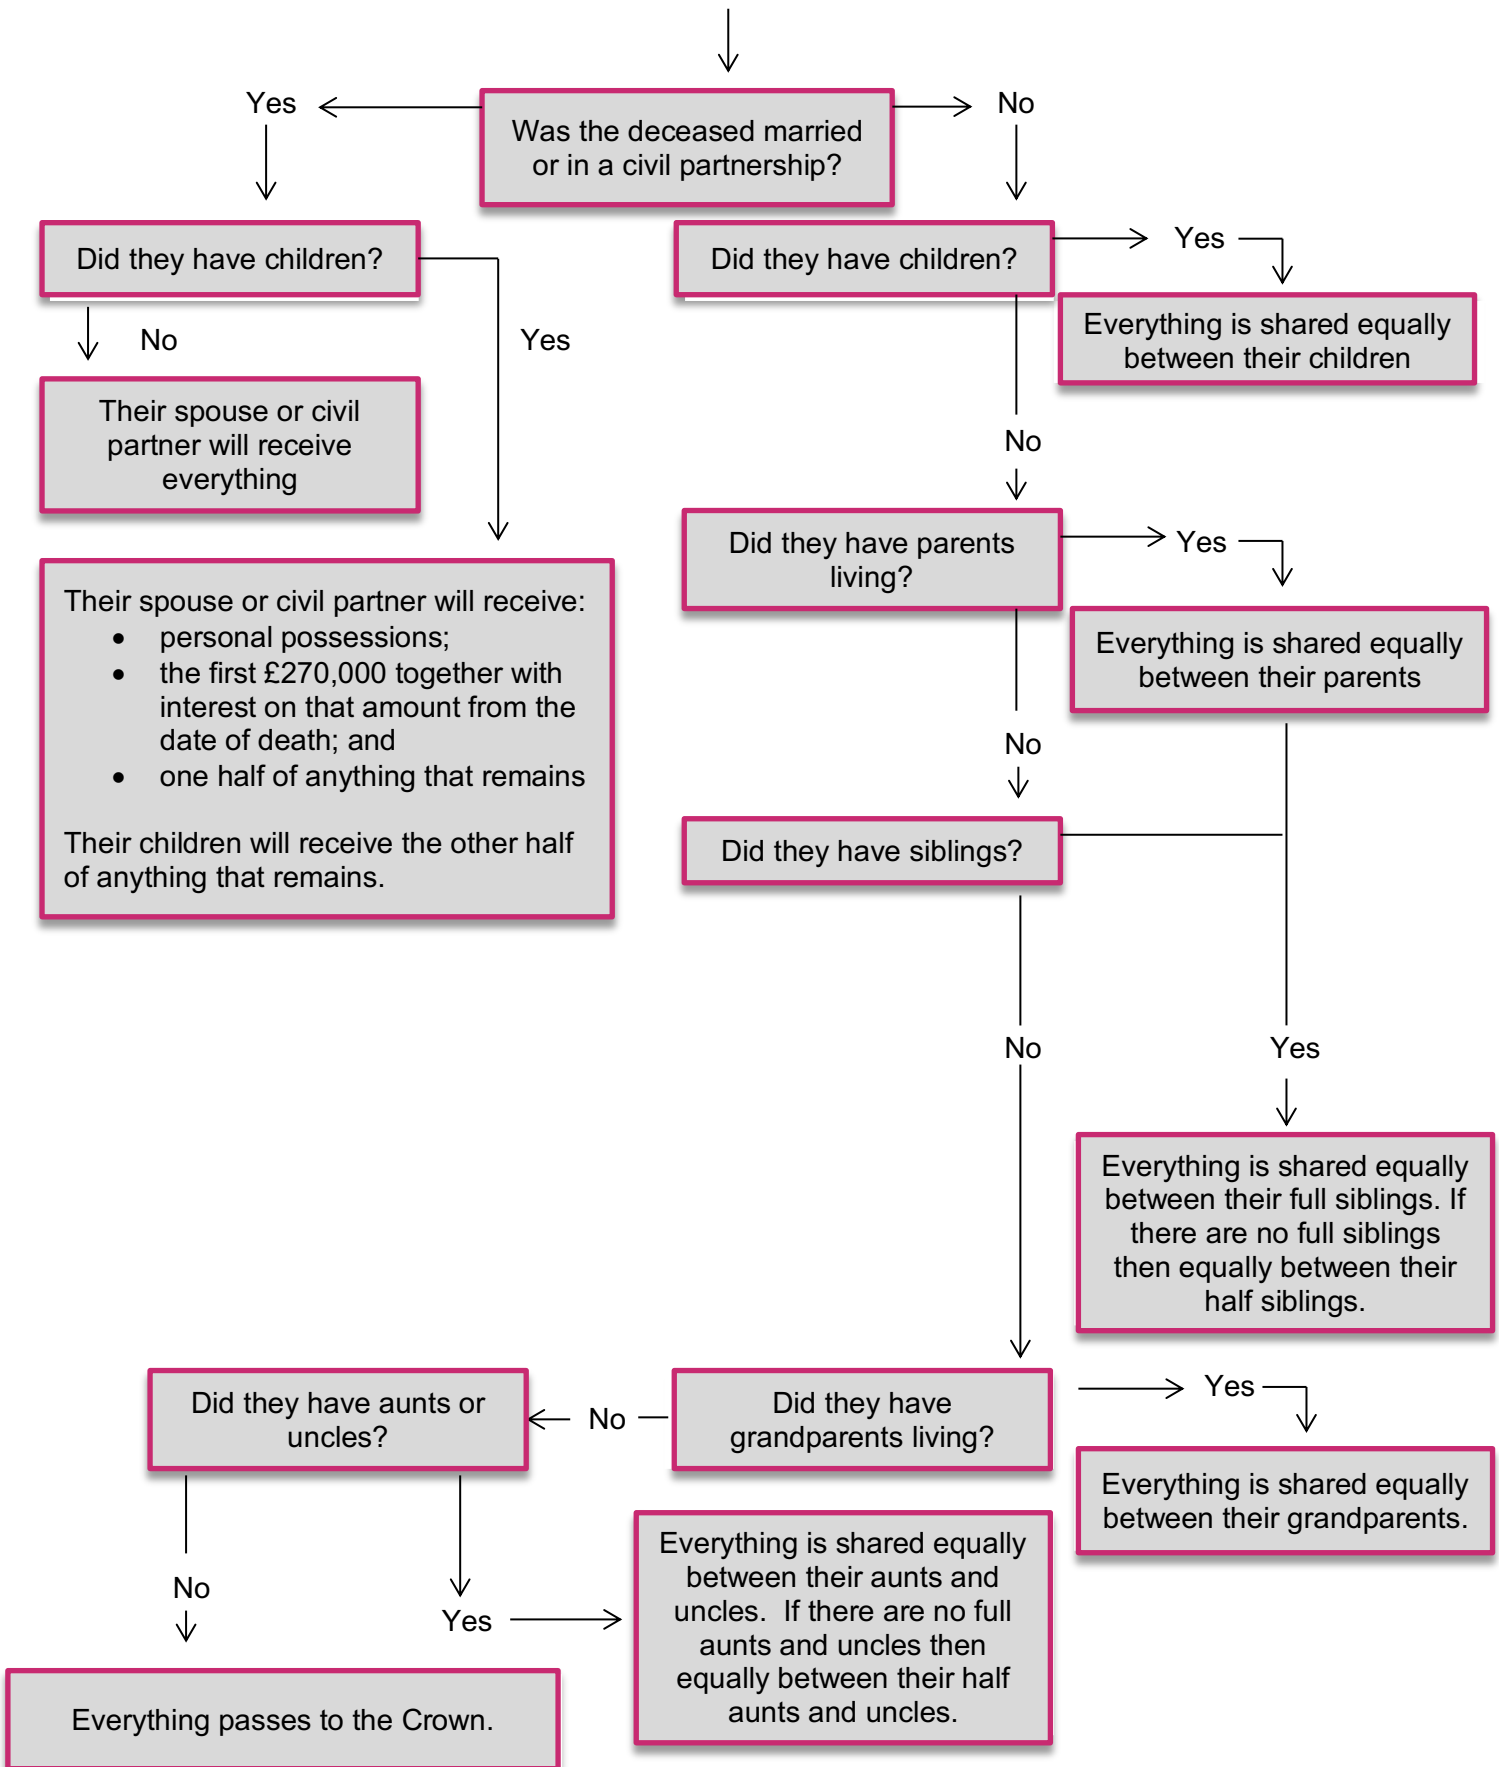 Yes
Was the deceased married
or in a civil partnership?
No
Did they have children?
No
Yes
Their spouse or civil
partner will receive
everything
Their spouse or civil partner will receive:
• personal possessions;
• the first £270,000 together with
interest on that amount from the
date of death; and
• one half of anything that remains
Their children will receive the other half
of anything that remains.
Did they have children?
Yes
Everything is shared equally
between their children
No
Did they have parents
living?
Yes
Everything is shared equally
between their parents
No
Did they have siblings?
No
Yes
Everything is shared equally
between their full siblings. If
there are no full siblings
then equally between their
half siblings.
Did they have
grandparents living?
Yes
Everything is shared equally
between their grandparents.
No
Did they have aunts or
uncles?
No
Yes
Everything is shared equally
between their aunts and
uncles.  If there are no full
aunts and uncles then
equally between their half
aunts and uncles.
Everything passes to the Crown.